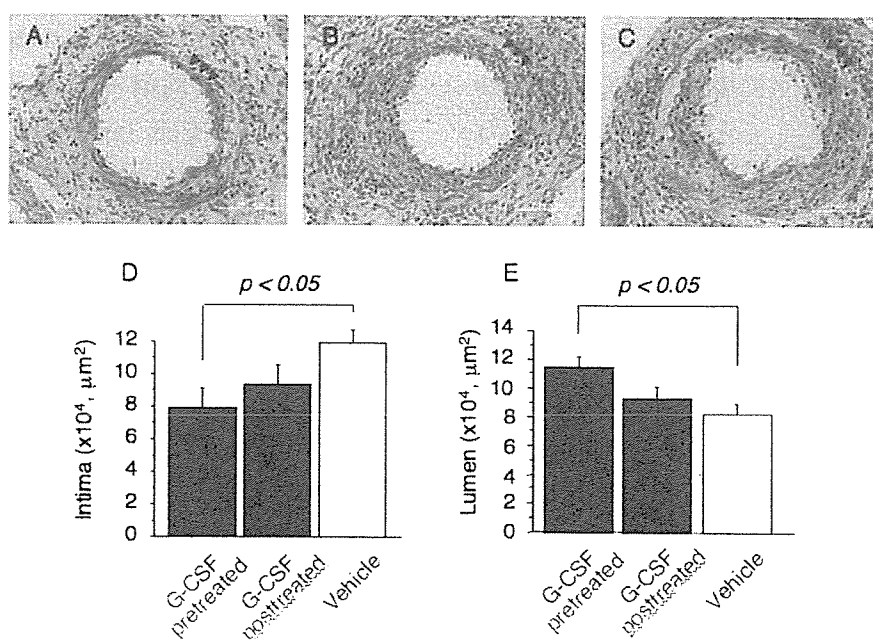 A
B
C
D
p < 0.05
Intima (x10⁴, μm²)
12
10
8
6
4
2
0
G-CSF
pretreated
G-CSF
posttreated
Vehicle
E
p < 0.05
Lumen (x10⁴, μm²)
14
12
10
8
6
4
2
0
G-CSF
pretreated
G-CSF
posttreated
Vehicle